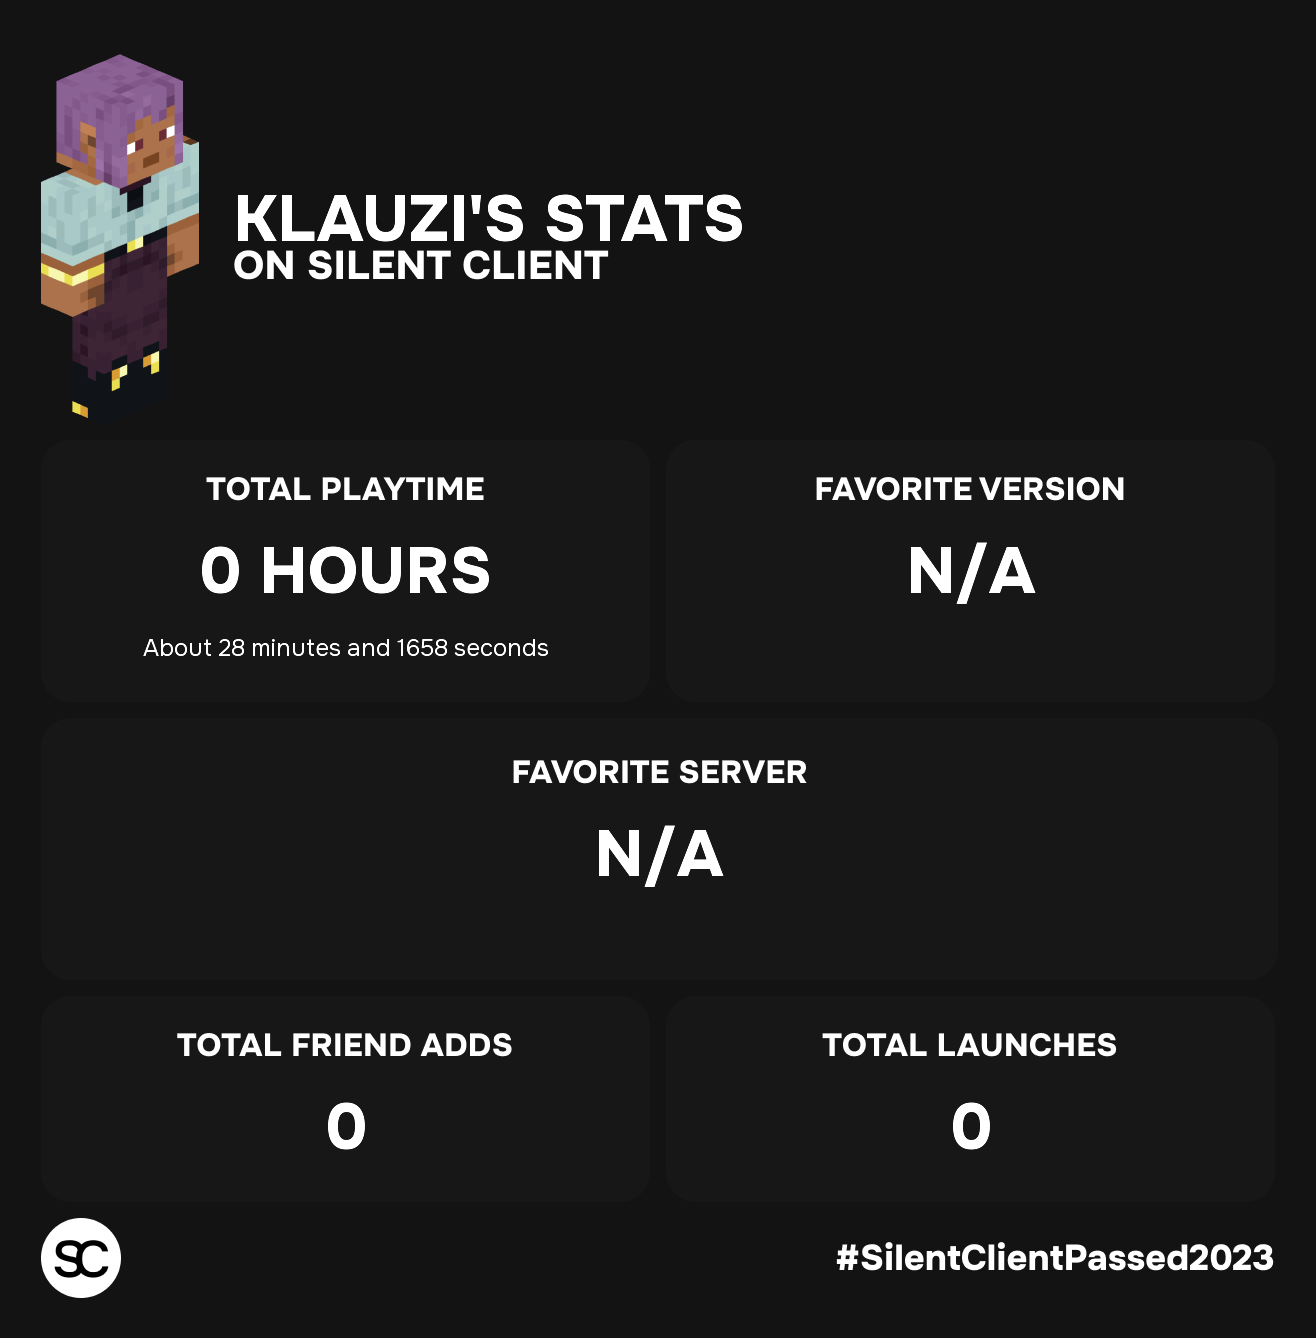 KLAUZI'S STATS
ON SILENT CLIENT
TOTAL PLAYTIME
0 HOURS
About 28 minutes and 1658 seconds
FAVORITE VERSION
N/A
FAVORITE SERVER
N/A
TOTAL FRIEND ADDS
0
TOTAL LAUNCHES
0
SC
#SilentClientPassed2023